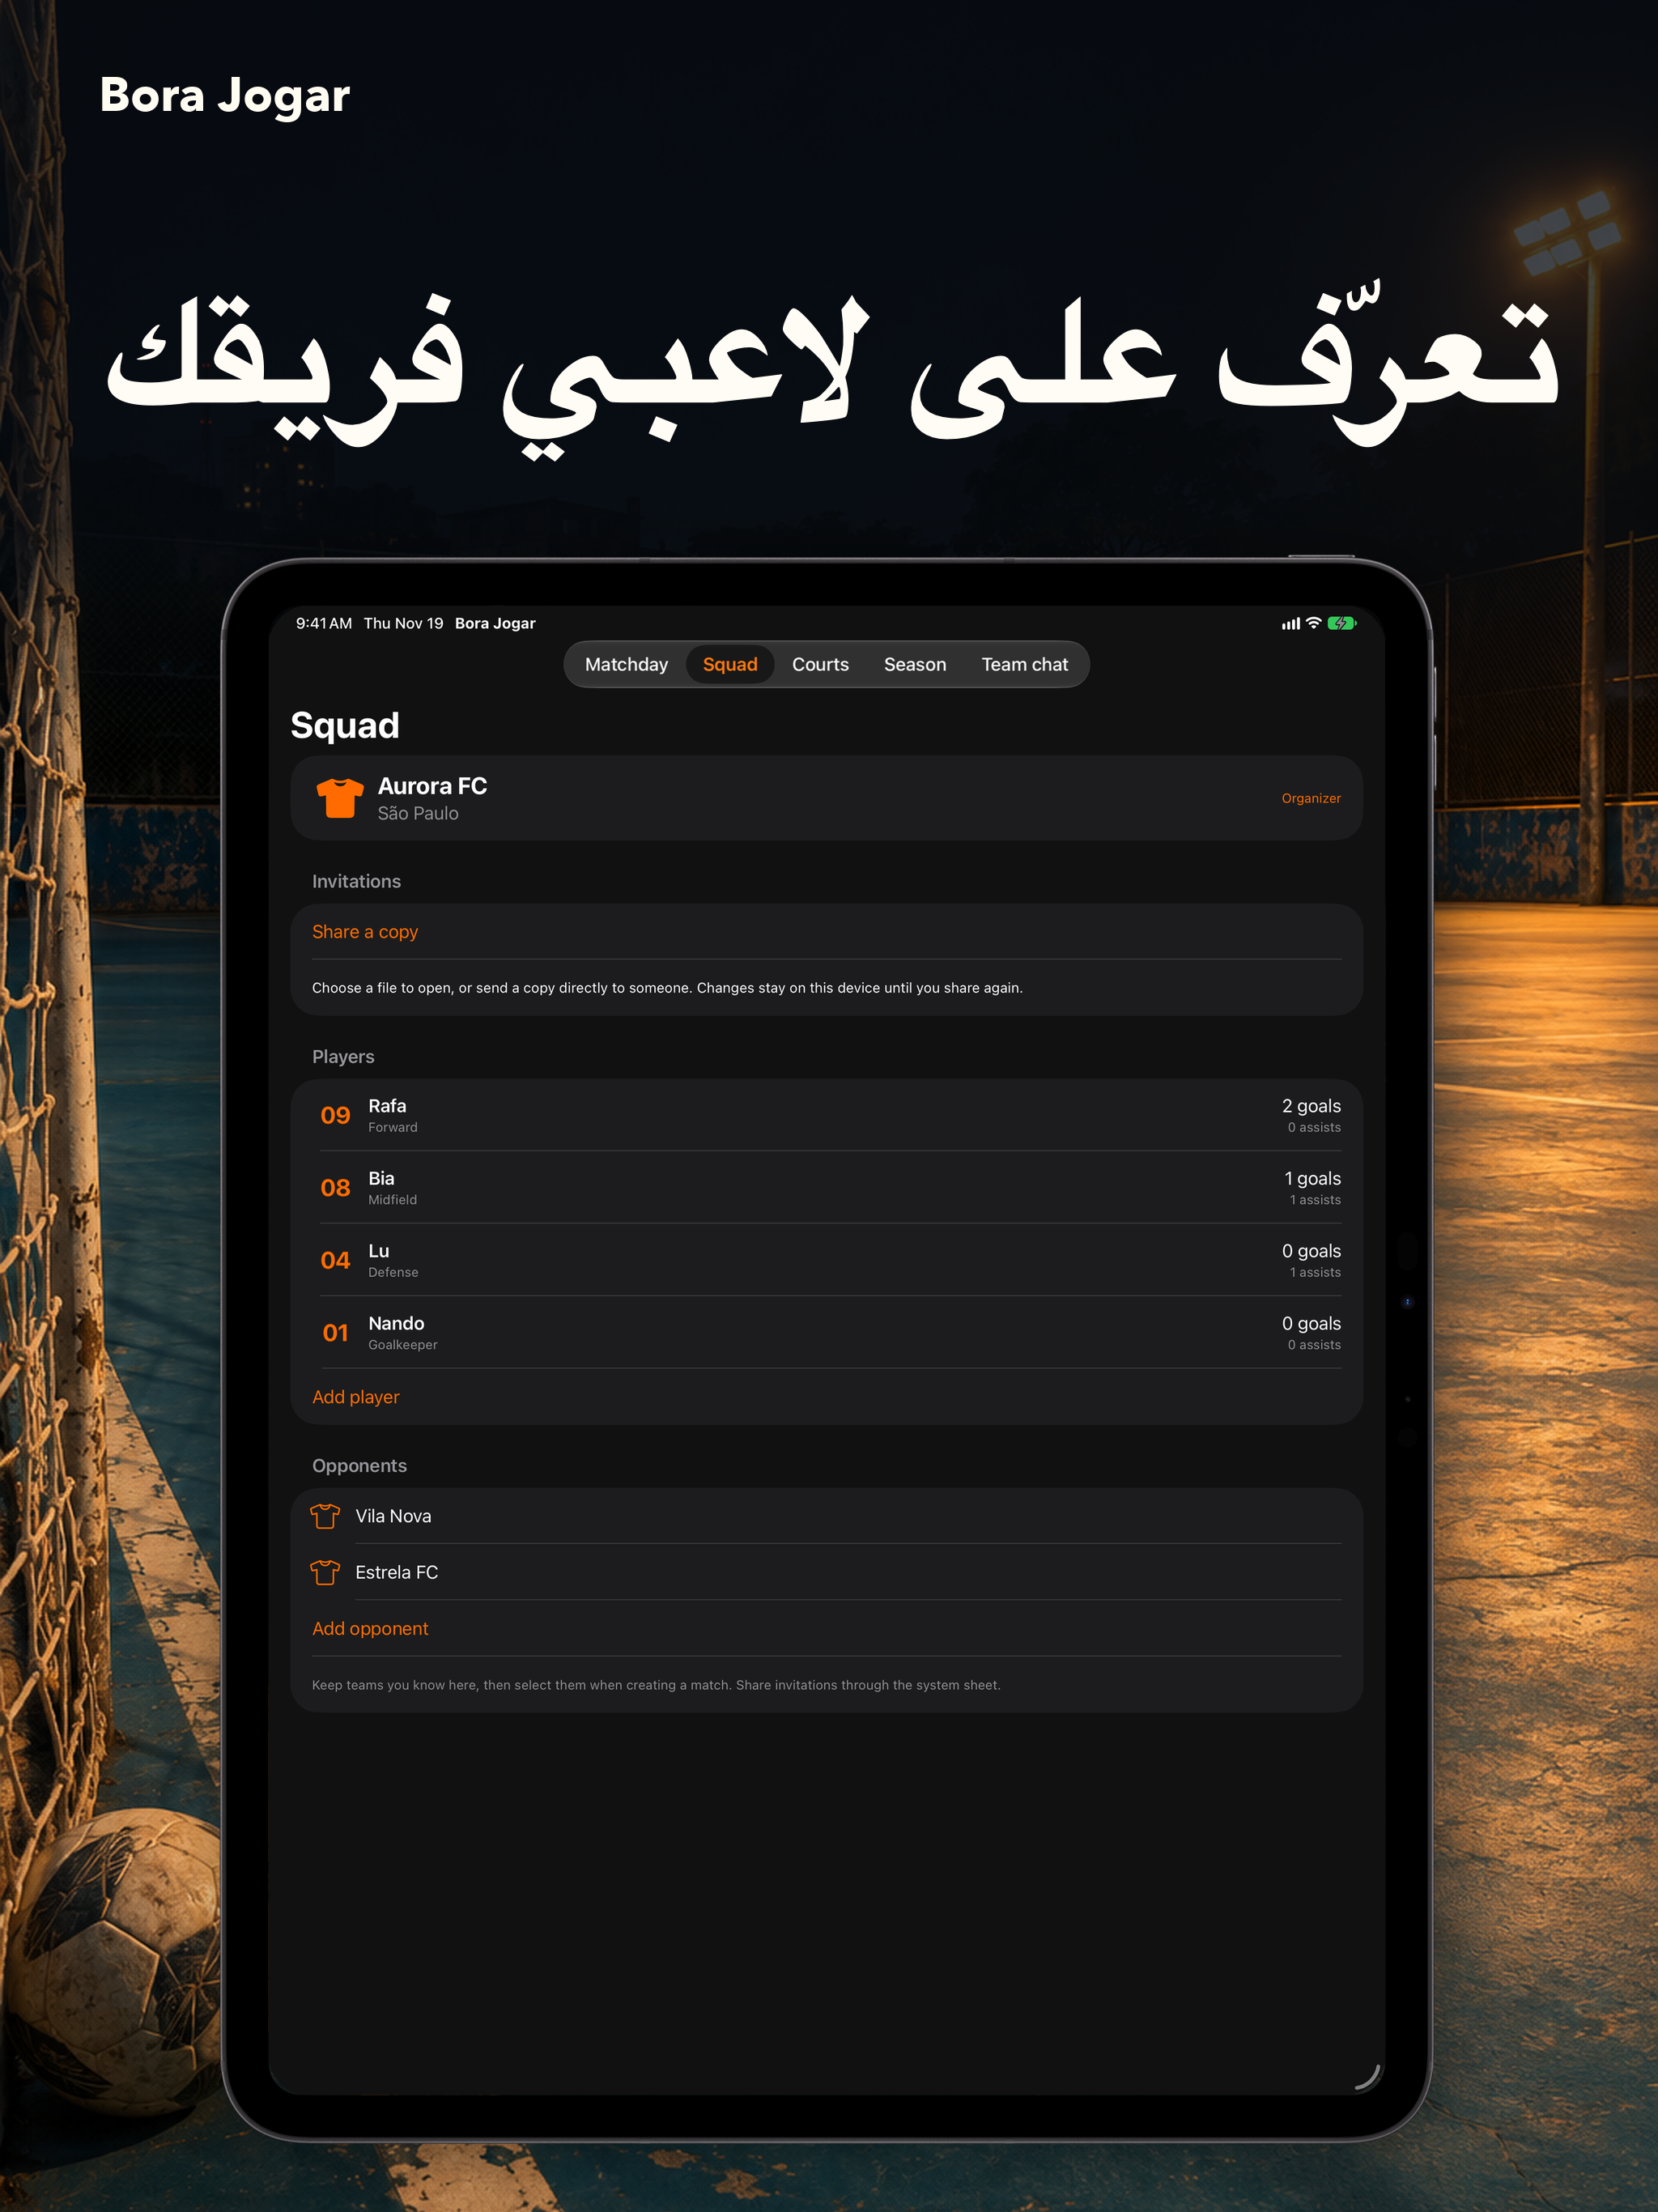 Bora Jogar
تعرّف على لاعبي فريقك
9:41 AM Thu Nov 19 Bora Jogar
Matchday Squad Courts Season Team chat
Squad
Aurora FC
São Paulo
Organizer
Invitations
Share a copy
Choose a file to open, or send a copy directly to someone. Changes stay on this device until you share again.
Players
09 Rafa 2 goals
Forward 0 assists
08 Bia 1 goals
Midfield 1 assists
04 Lu 0 goals
Defense 1 assists
01 Nando 0 goals
Goalkeeper 0 assists
Add player
Opponents
Vila Nova
Estrela FC
Add opponent
Keep teams you know here, then select them when creating a match. Share invitations through the system sheet.